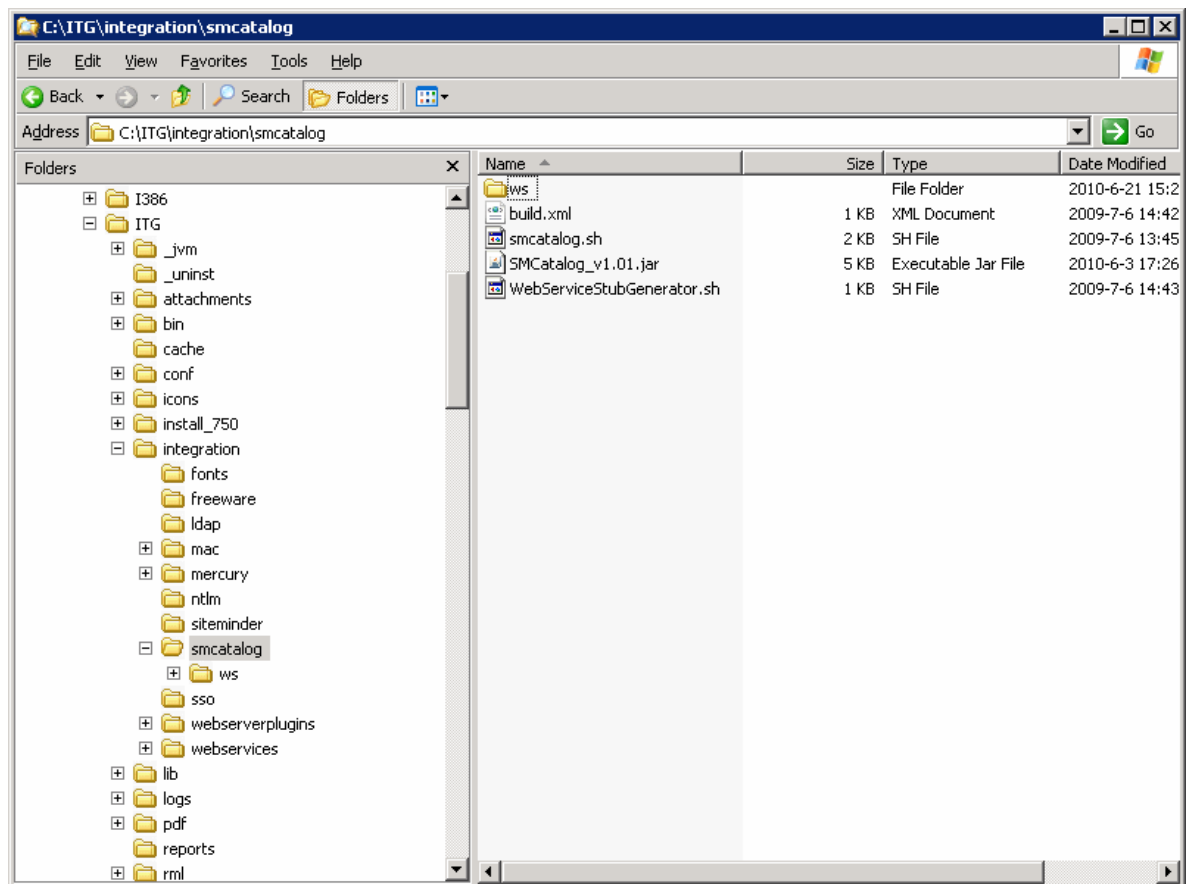 C:\ITG\integration\smcatalog
File Edit View Favorites Tools Help
Back Search Folders
Address C:\ITG\integration\smcatalog Go
Folders
I386
ITG
_jvm
_uninst
attachments
bin
cache
conf
icons
install_750
integration
fonts
freeware
ldap
mac
mercury
ntlm
siteminder
smcatalog
ws
sso
webserverplugins
webservices
lib
logs
pdf
reports
rml
Name Size Type Date Modified
ws File Folder 2010-6-21 15:2
build.xml 1 KB XML Document 2009-7-6 14:42
smcatalog.sh 2 KB SH File 2009-7-6 13:45
SMCatalog_v1.01.jar 5 KB Executable Jar File 2010-6-3 17:26
WebServiceStubGenerator.sh 1 KB SH File 2009-7-6 14:43